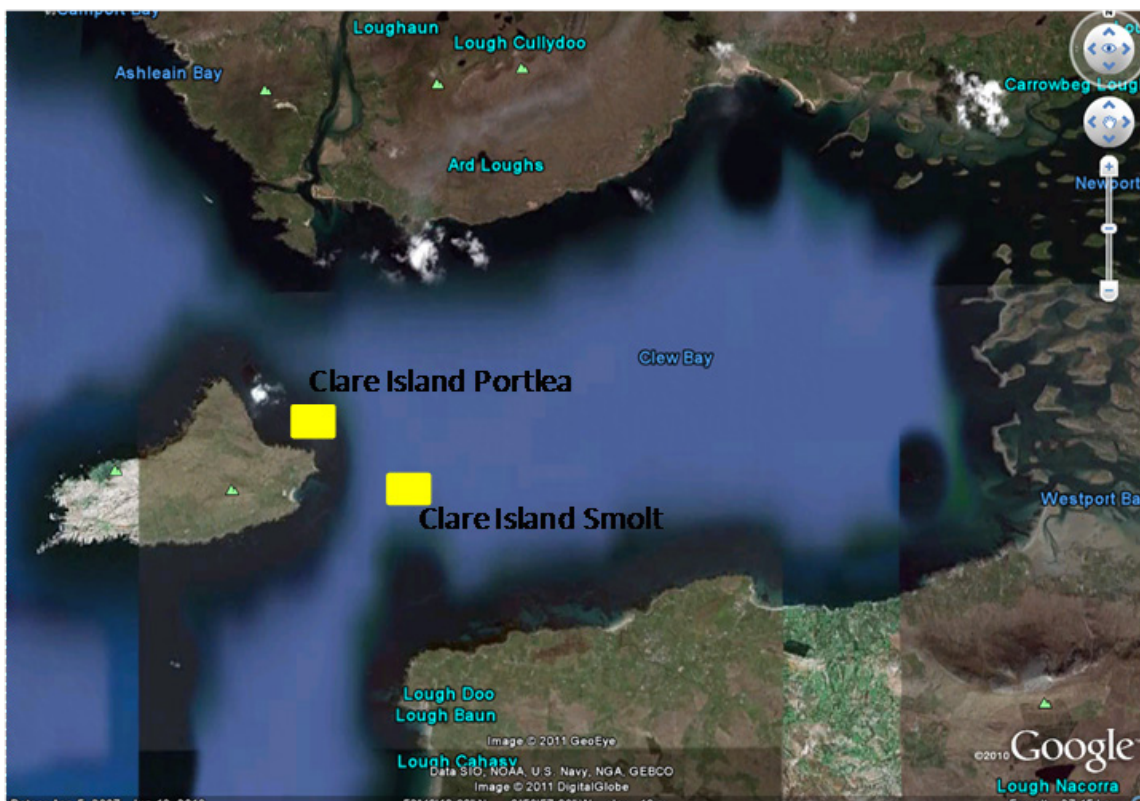 Loughaun
Lough Cullydoo
Ashleain Bay
Carrowbeg Loug
Ard Loughs
Newport
Clew Bay
Clare Island Portlea
Clare Island Smolt
Westport Ba
Lough Doo
Lough Baun
Image © 2011 GeoEye
©2010 Google
Lough Cahasy
Data SIO, NOAA, U.S. Navy, NGA, GEBCO
Image © 2011 DigitalGlobe
Lough Nacorra